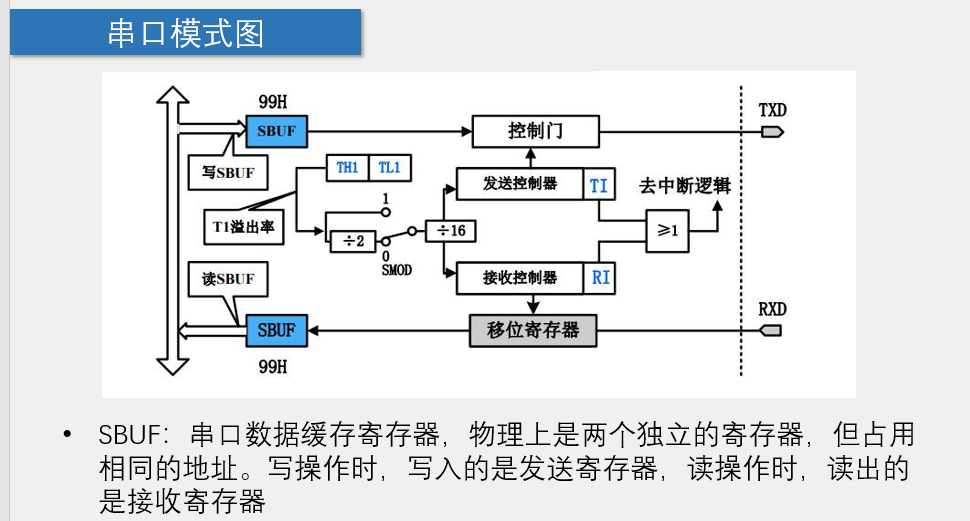 串口模式图
99H
SBUF
控制门
TXD
写SBUF
TH1 TL1
发送控制器 TI
去中断逻辑
T1溢出率
1
÷2
÷16
≥1
0
SMOD
读SBUF
接收控制器 RI
SBUF
移位寄存器
RXD
99H
• SBUF：串口数据缓存寄存器，物理上是两个独立的寄存器，但占用
相同的地址。写操作时，写入的是发送寄存器，读操作时，读出的
是接收寄存器